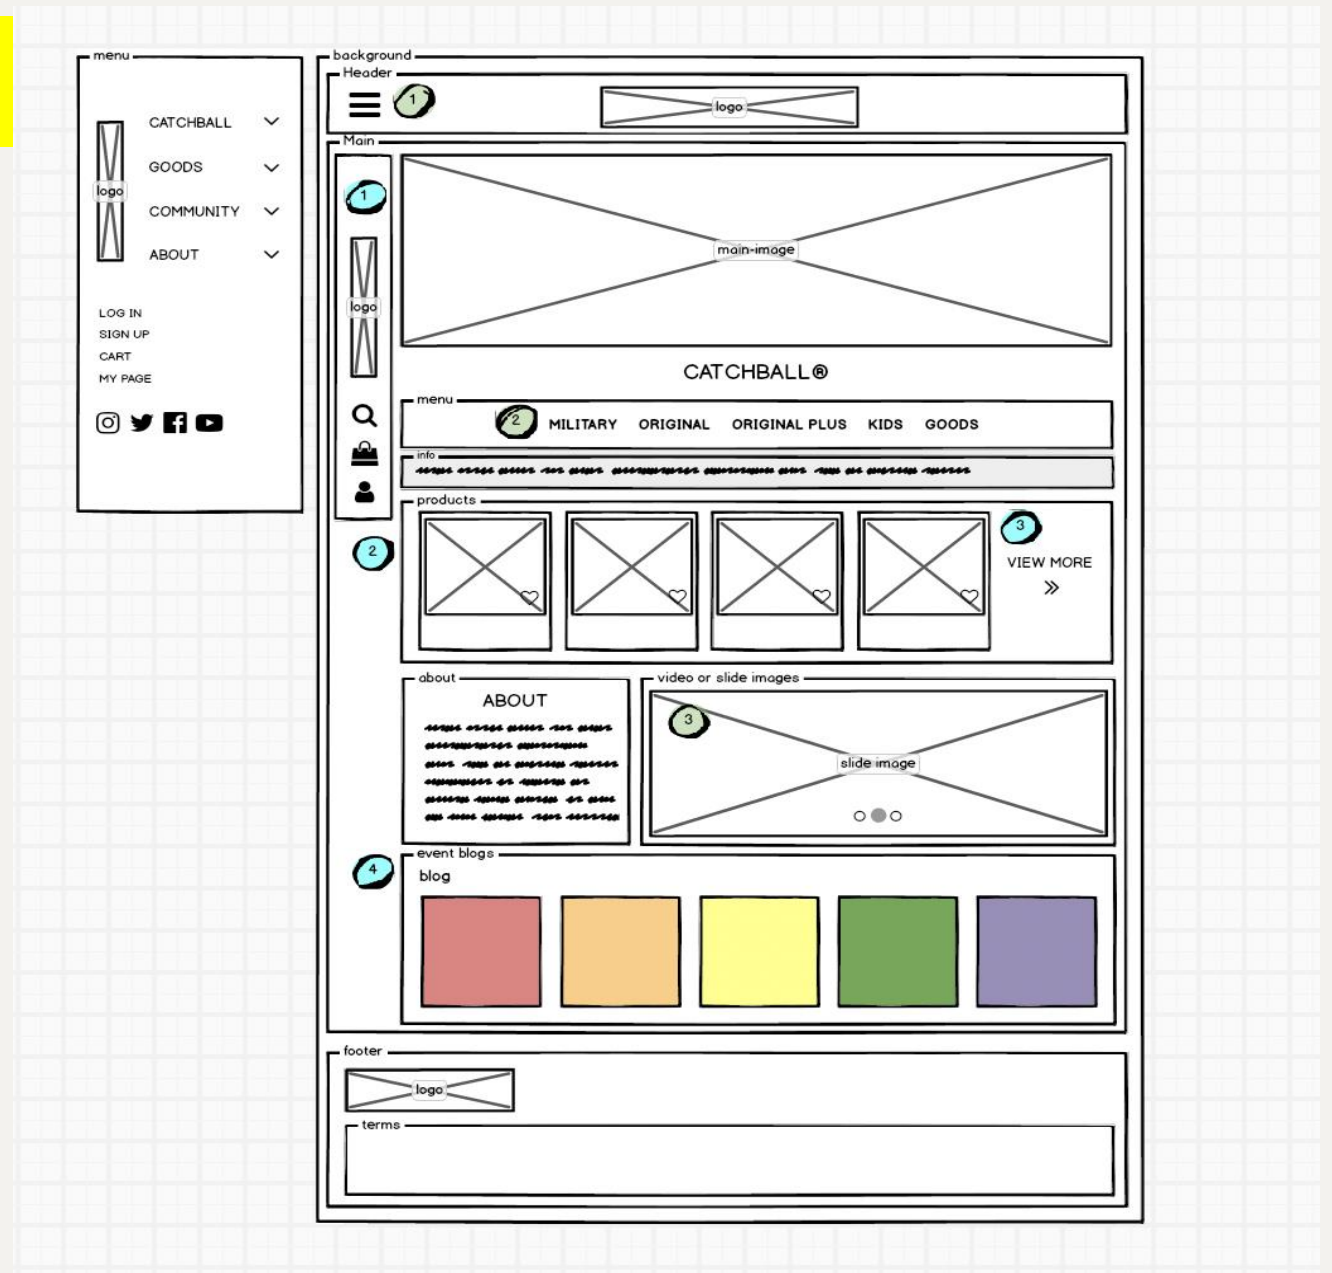 menu
logo
CATCHBALL
GOODS
COMMUNITY
ABOUT
LOG IN
SIGN UP
CART
MY PAGE
background
Header
1
logo
Main
1
logo
main-image
CATCHBALL®
menu
2 MILITARY ORIGINAL ORIGINAL PLUS KIDS GOODS
info
products
2
3
VIEW MORE
about
ABOUT
video or slide images
3
slide image
4
event blogs
blog
footer
logo
terms